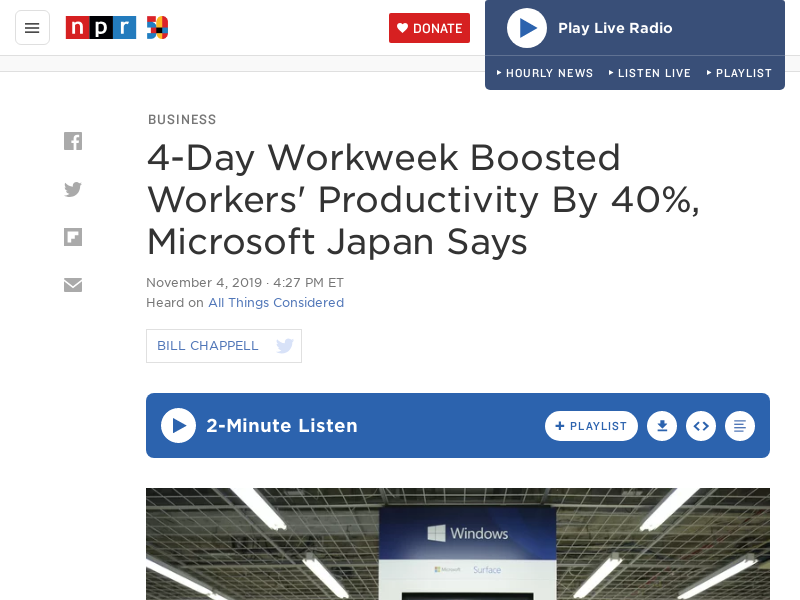 npr
DONATE
Play Live Radio
HOURLY NEWS
LISTEN LIVE
PLAYLIST
BUSINESS
4-Day Workweek Boosted
Workers' Productivity By 40%,
Microsoft Japan Says
November 4, 2019 · 4:27 PM ET
Heard on All Things Considered
BILL CHAPPELL
2-Minute Listen
+ PLAYLIST
Windows
Microsoft
Surface